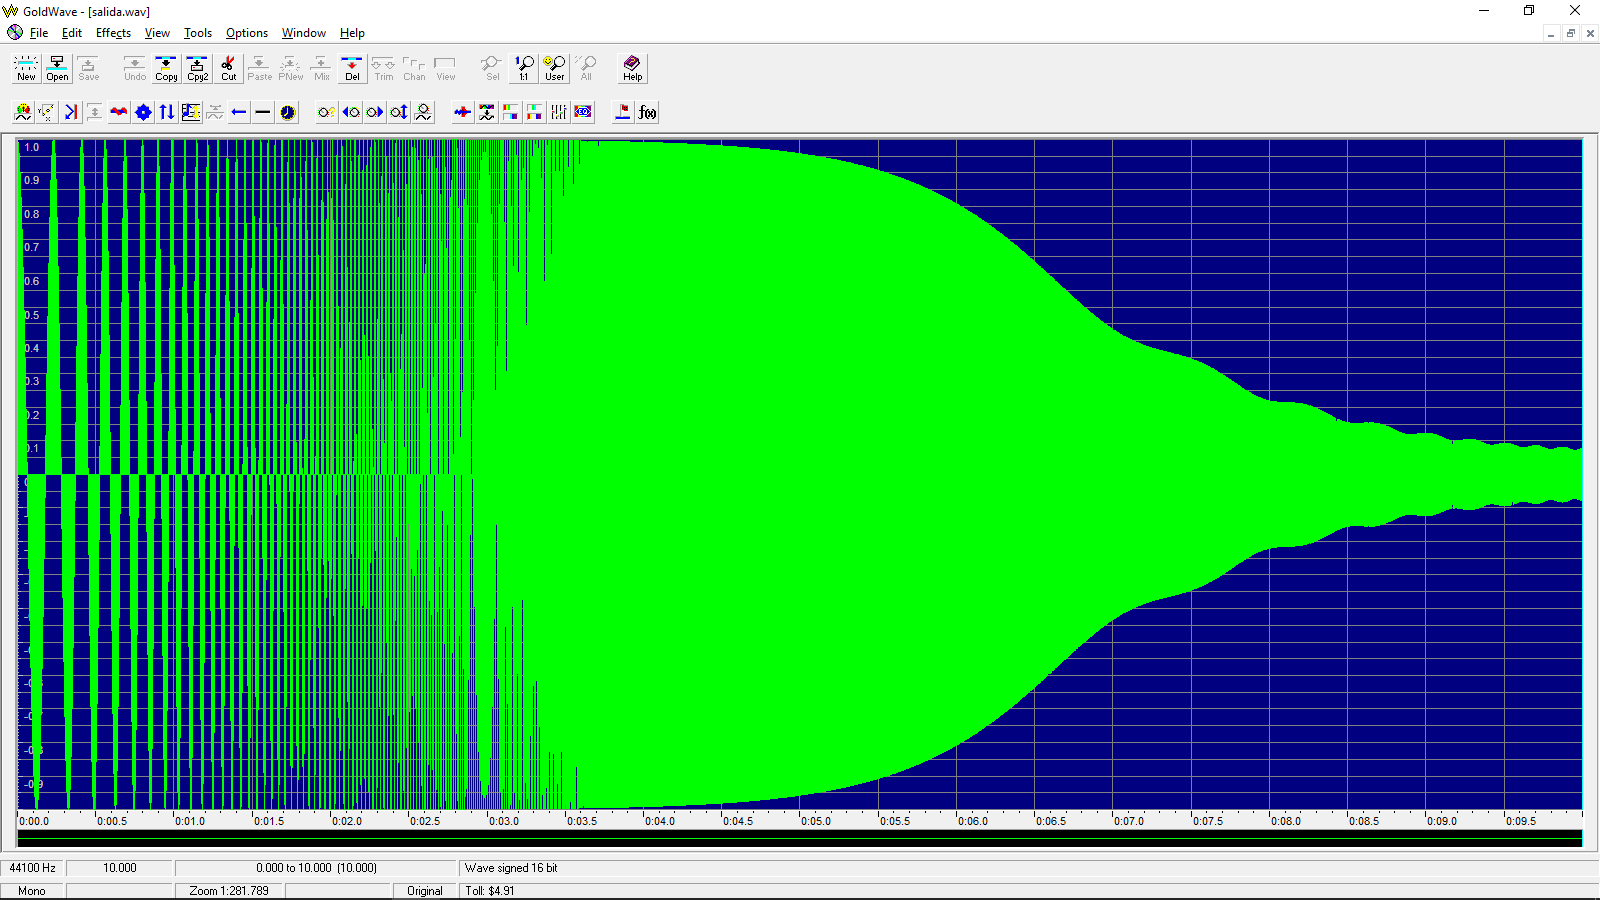 GoldWave - [salida.wav]
File Edit Effects View Tools Options Window Help
New Open Save Undo Copy Cpy2 Cut Paste PNew Mix Del Trim Chan View Sel 1:1 User All Help
f(x)
1.0
0.9
0.8
0.7
0.6
0.5
0.4
0.3
0.2
0.1
0:00.0 0:00.5 0:01.0 0:01.5 0:02.0 0:02.5 0:03.0 0:03.5 0:04.0 0:04.5 0:05.0 0:05.5 0:06.0 0:06.5 0:07.0 0:07.5 0:08.0 0:08.5 0:09.0 0:09.5
44100 Hz 10.000 0.000 to 10.000 (10.000) Wave signed 16 bit
Mono Zoom 1:281.789 Original Toll: $4.91